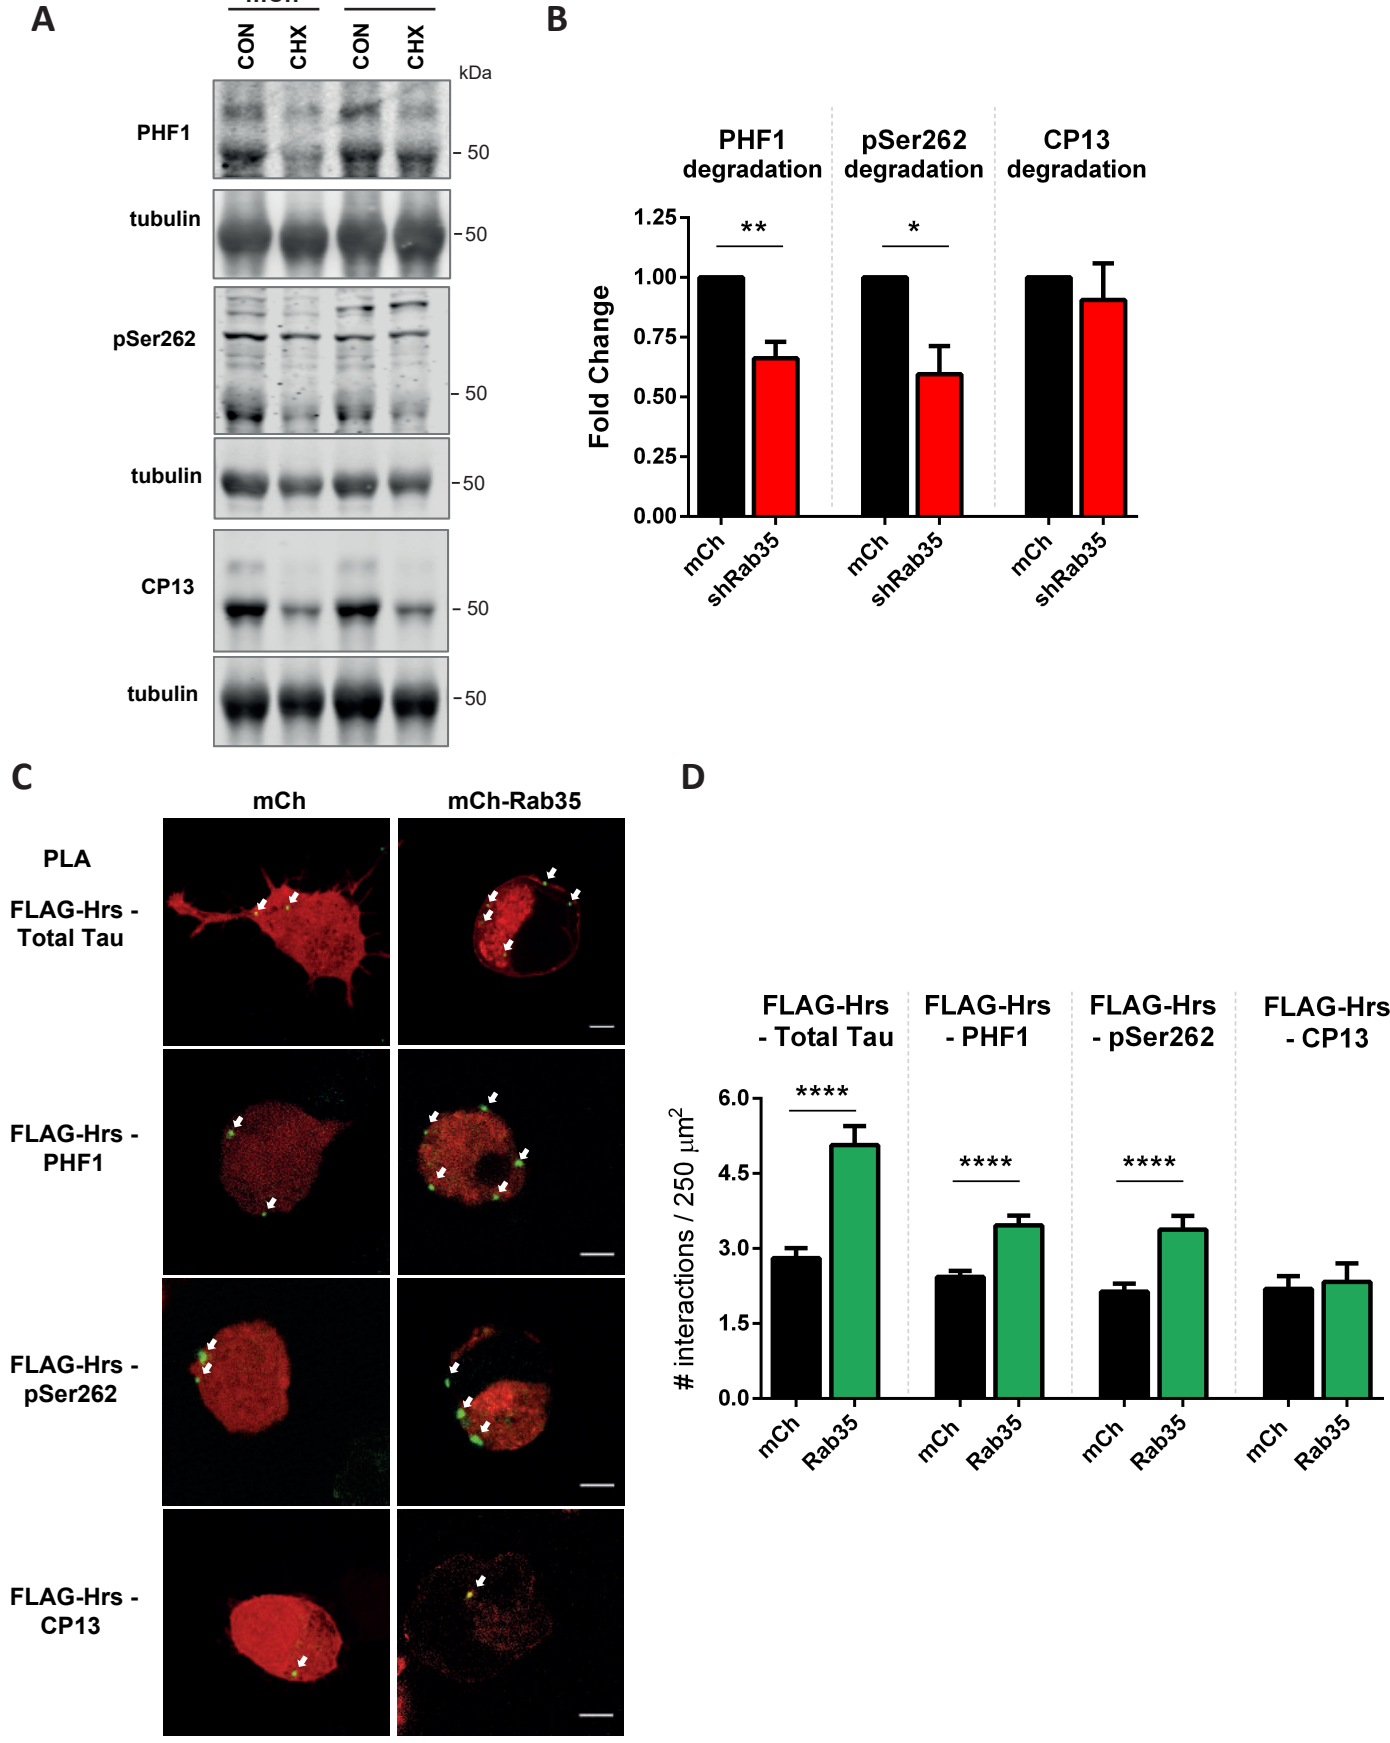 A
CON
CHX
CON
CHX
kDa
PHF1
50
tubulin
50
pSer262
50
tubulin
50
CP13
50
tubulin
50
B
PHF1
degradation
pSer262
degradation
CP13
degradation
Fold Change
1.25
1.00
0.75
0.50
0.25
0.00
**
*
mCh
shRab35
mCh
shRab35
mCh
shRab35
C
mCh
mCh-Rab35
PLA
FLAG-Hrs -
Total Tau
FLAG-Hrs -
PHF1
FLAG-Hrs -
pSer262
FLAG-Hrs -
CP13
D
FLAG-Hrs
- Total Tau
FLAG-Hrs
- PHF1
FLAG-Hrs
- pSer262
FLAG-Hrs
- CP13
# interactions / 250 μm²
6.0
4.5
3.0
1.5
0.0
****
****
****
mCh
Rab35
mCh
Rab35
mCh
Rab35
mCh
Rab35